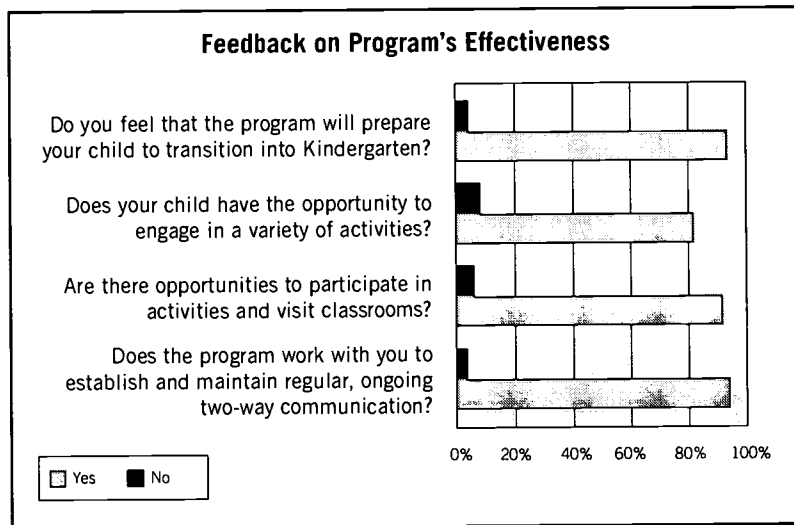 Feedback on Program's Effectiveness
Do you feel that the program will prepare
your child to transition into Kindergarten?
Does your child have the opportunity to
engage in a variety of activities?
Are there opportunities to participate in
activities and visit classrooms?
Does the program work with you to
establish and maintain regular, ongoing
two-way communication?
0% 20% 40% 60% 80% 100%
Yes No